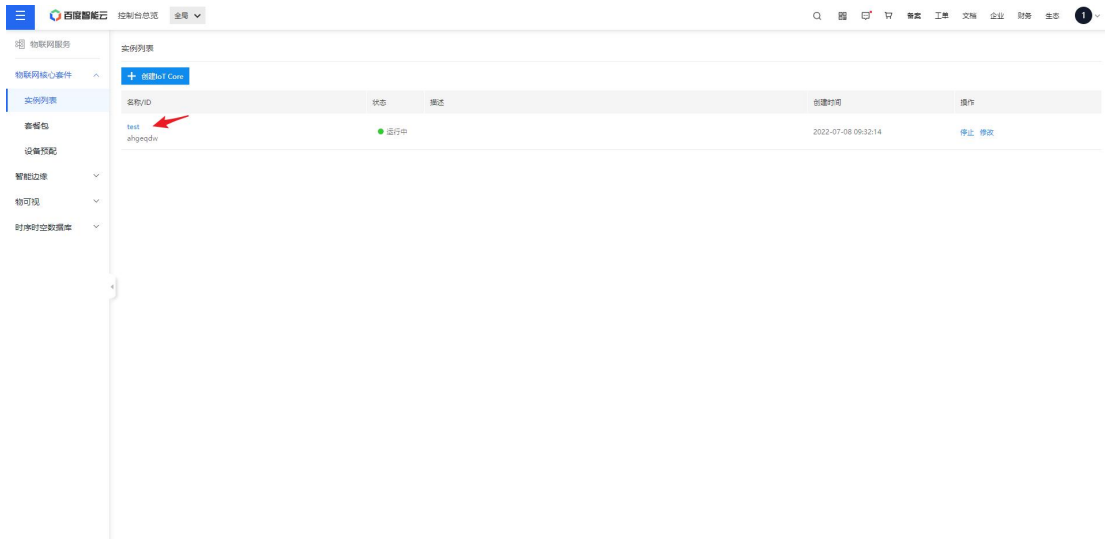 百度智能云 控制台总览 全局 备案 工单 文档 企业 财务 生态 1
物联网服务
实例列表
物联网核心套件
创建IoT Core
实例列表
名称/ID 状态 描述 创建时间 操作
套餐包
test
ahgeqdw
运行中 2022-07-08 09:32:14 停止 修改
设备预配
智能边缘
物可视
时序时空数据库